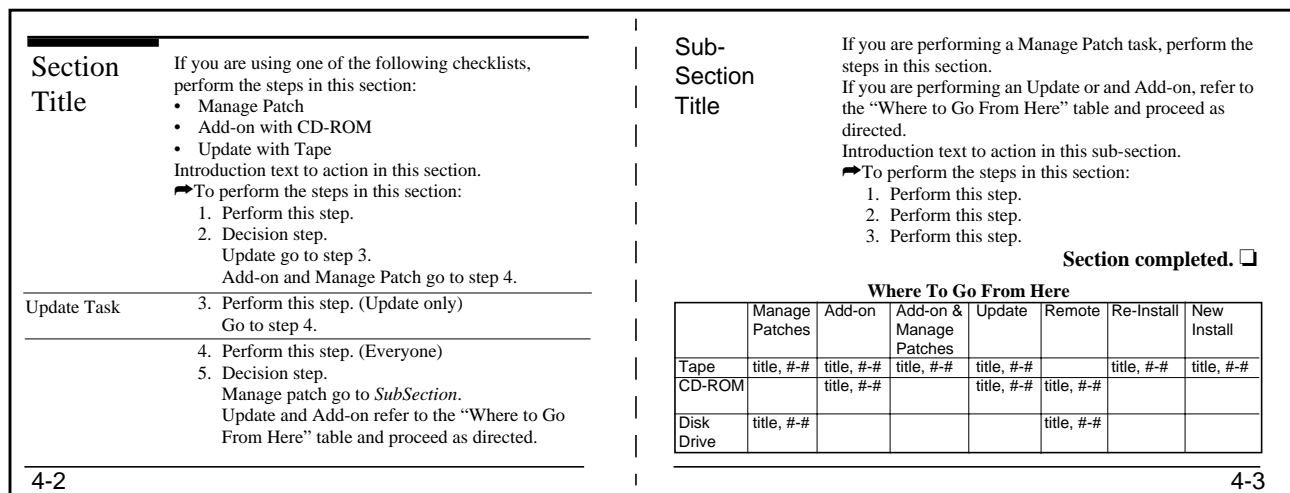 Section
Title
If you are using one of the following checklists,
perform the steps in this section:
• Manage Patch
• Add-on with CD-ROM
• Update with Tape
Introduction text to action in this section.
➦To perform the steps in this section:
1. Perform this step.
2. Decision step.
Update go to step 3.
Add-on and Manage Patch go to step 4.
Update Task
3. Perform this step. (Update only)
Go to step 4.
4. Perform this step. (Everyone)
5. Decision step.
Manage patch go to SubSection.
Update and Add-on refer to the “Where to Go
From Here” table and proceed as directed.
4-2
Sub-
Section
Title
If you are performing a Manage Patch task, perform the
steps in this section.
If you are performing an Update or and Add-on, refer to
the “Where to Go From Here” table and proceed as
directed.
Introduction text to action in this sub-section.
➦To perform the steps in this section:
1. Perform this step.
2. Perform this step.
3. Perform this step.
Section completed. ❏
Where To Go From Here
Manage Patches Add-on Add-on & Manage Patches Update Remote Re-Install New Install
Tape title, #-# title, #-# title, #-# title, #-# title, #-# title, #-#
CD-ROM title, #-# title, #-# title, #-#
Disk Drive title, #-# title, #-#
4-3